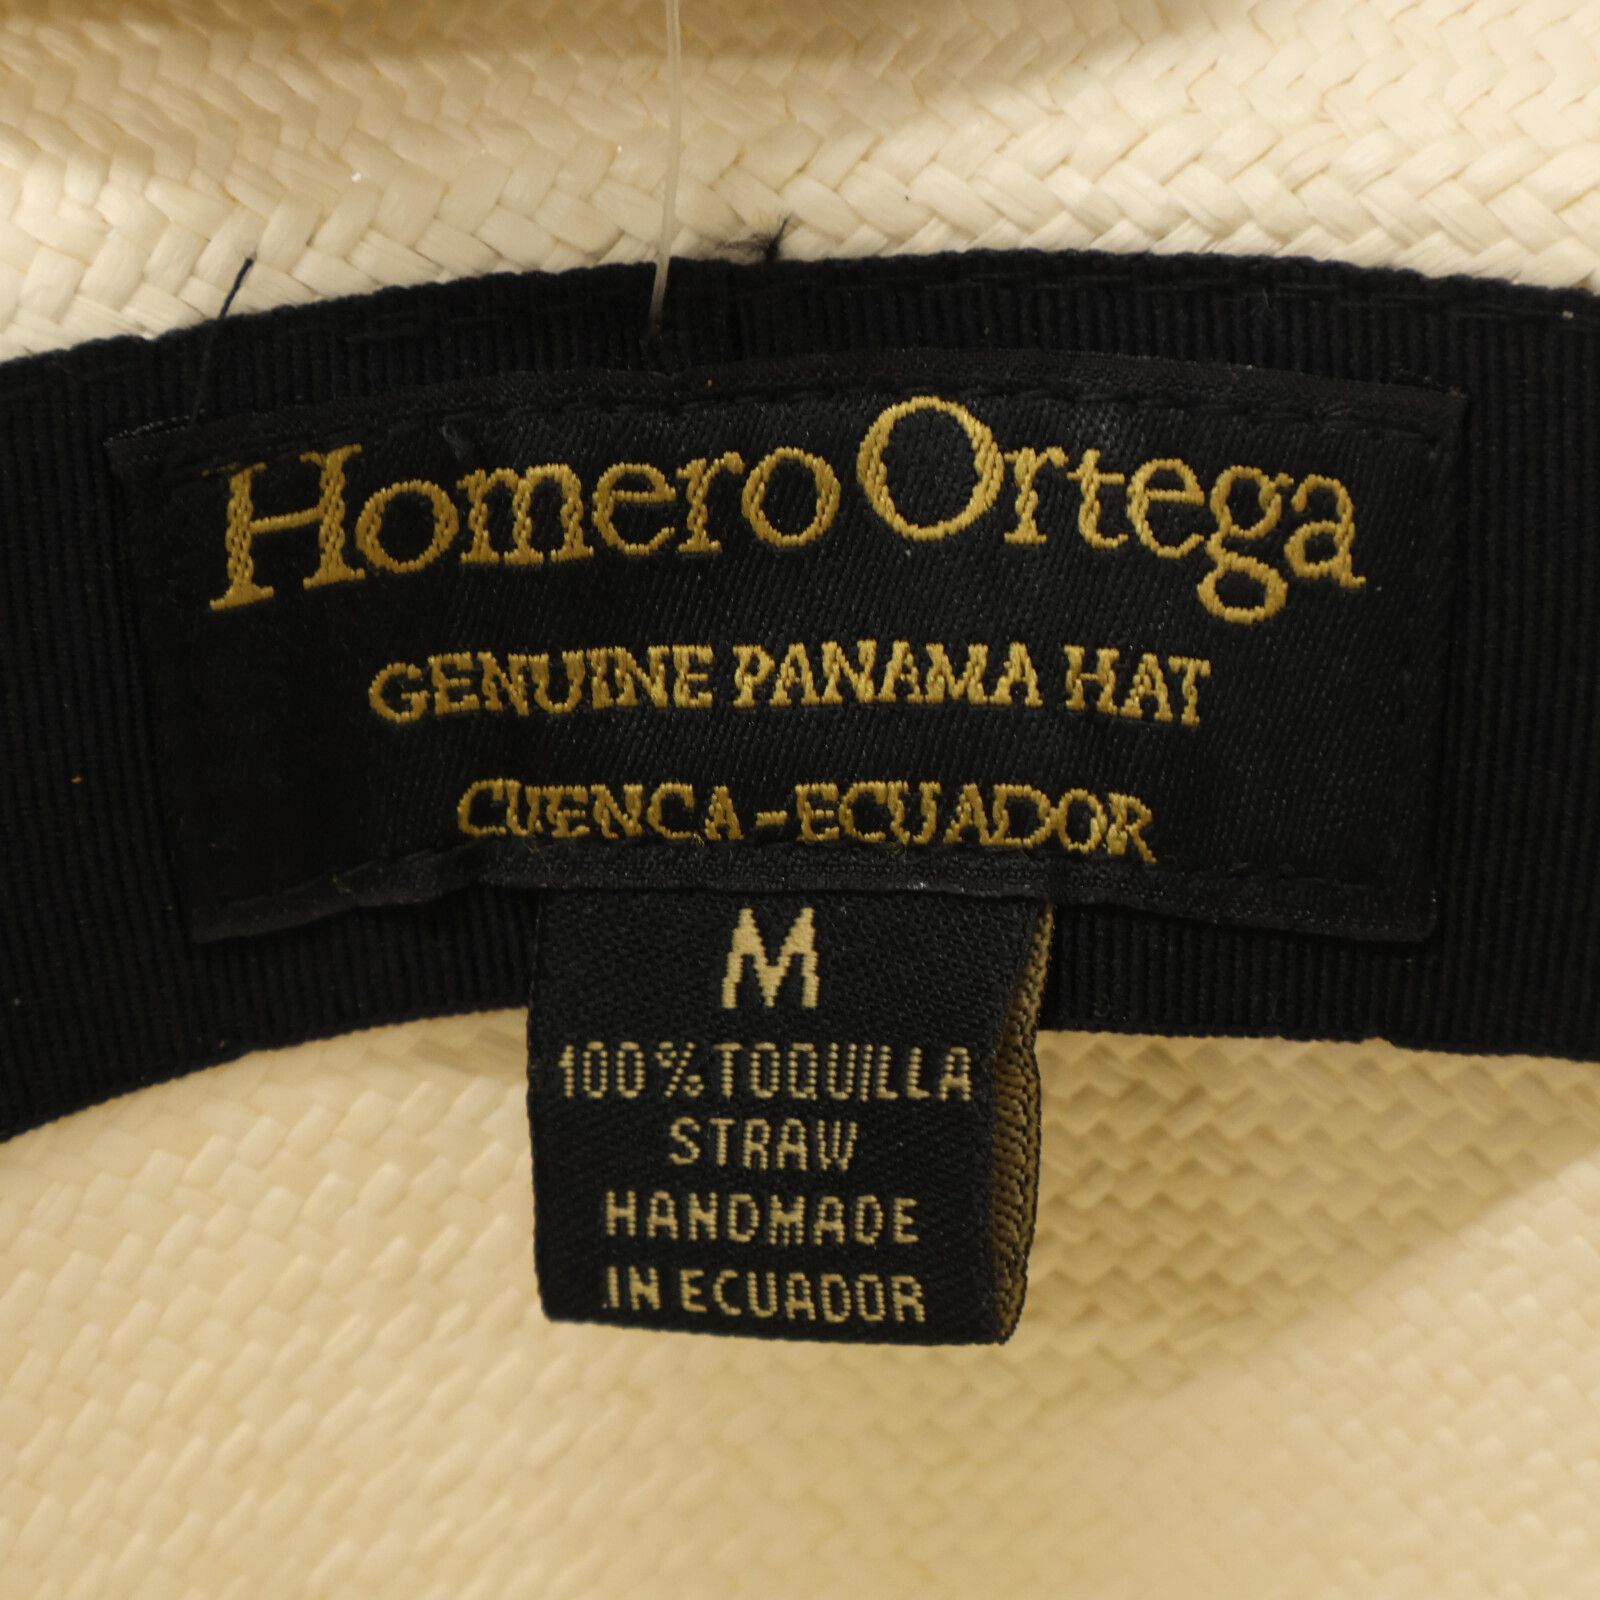 Homero Ortega
GENUINE PANAMA HAT
CUENCA-ECUADOR
M
100% TOQUILLA
STRAW
HANDMADE
IN ECUADOR